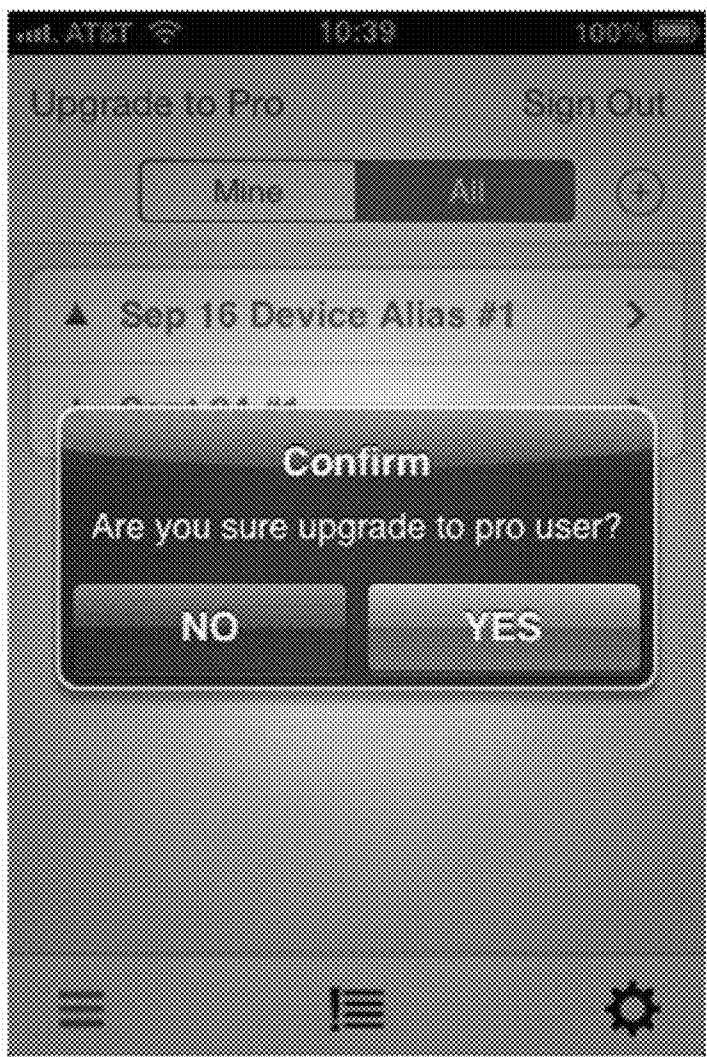 AT&T 10:39 100%
Upgrade to Pro Sign Out
Mine All
Sep 16 Device Alias #1
Confirm
Are you sure upgrade to pro user?
NO YES